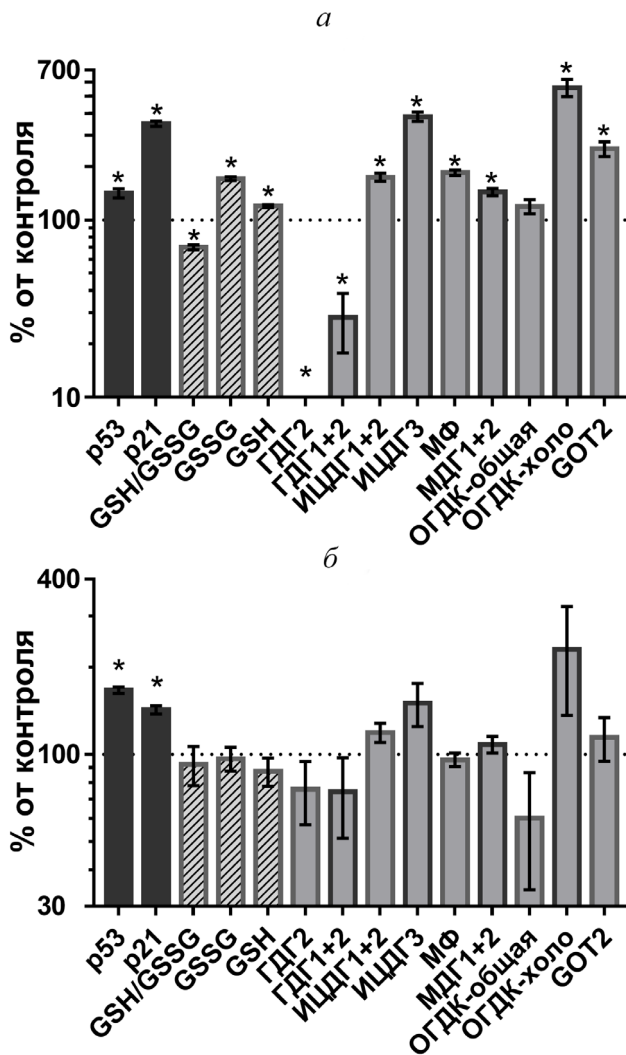 а
700
100
10
% от контроля
* * * * * * * * * * * * *
p53
p21
GSH/GSSG
GSSG
GSH
ГДГ2
ГДГ1+2
ИЦДГ1+2
ИЦДГ3
МФ
МДГ1+2
ОГДК-общая
ОГДК-холо
GOT2
б
400
100
30
% от контроля
* *
p53
p21
GSH/GSSG
GSSG
GSH
ГДГ2
ГДГ1+2
ИЦДГ1+2
ИЦДГ3
МФ
МДГ1+2
ОГДК-общая
ОГДК-холо
GOT2